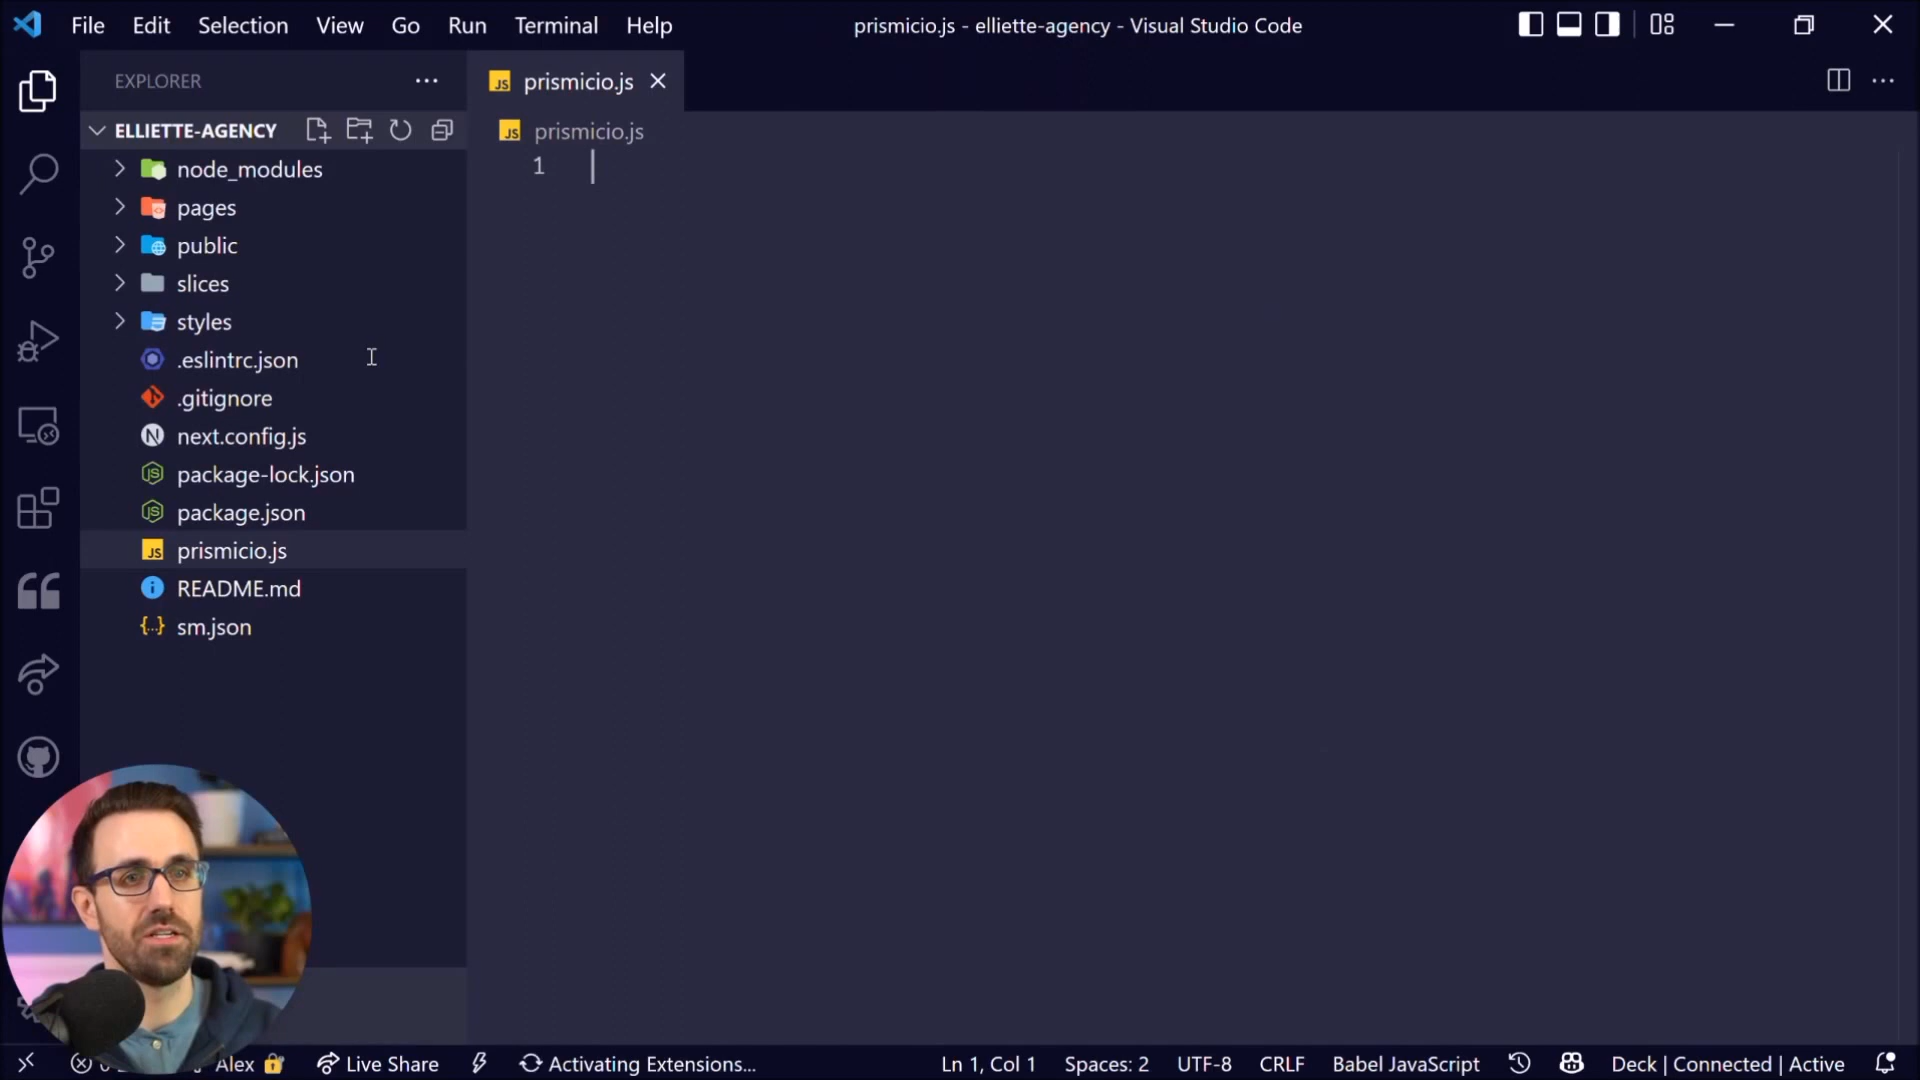 File Edit Selection View Go Run Terminal Help
prismicio.js - elliette-agency - Visual Studio Code
EXPLORER
prismicio.js
ELLIETTE-AGENCY
prismicio.js
node_modules
1
pages
public
slices
styles
.eslintrc.json
.gitignore
next.config.js
package-lock.json
package.json
prismicio.js
README.md
sm.json
Alex Live Share Activating Extensions... Ln 1, Col 1 Spaces: 2 UTF-8 CRLF Babel JavaScript Deck | Connected | Active